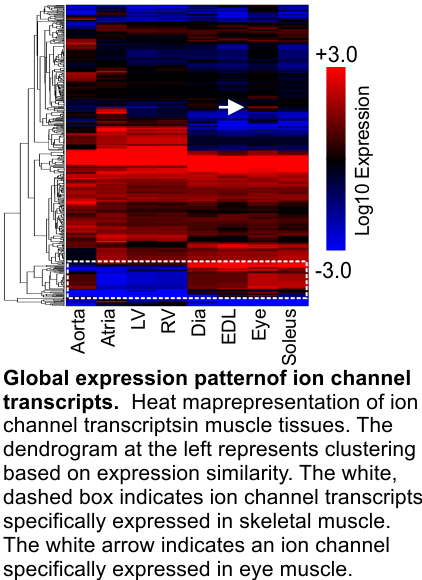 +3.0
Log10 Expression
-3.0
Aorta
Atria
LV
RV
Dia
EDL
Eye
Soleus
Global expression patternof ion channel
transcripts.  Heat maprepresentation of ion
channel transcriptsin muscle tissues. The
dendrogram at the left represents clustering
based on expression similarity. The white,
dashed box indicates ion channel transcripts
specifically expressed in skeletal muscle.
The white arrow indicates an ion channel
specifically expressed in eye muscle.